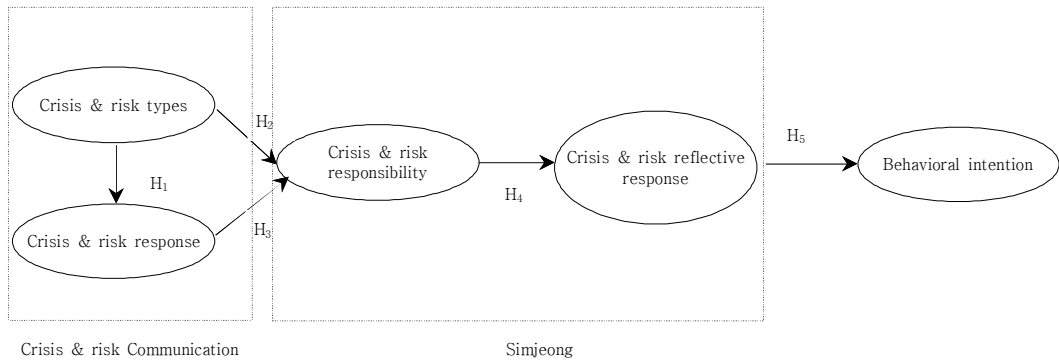 Crisis & risk types
H1
Crisis & risk response
H2
H3
Crisis & risk
responsibility
H4
Crisis & risk reflective
response
H5
Behavioral intention
Crisis & risk Communication
Simjeong